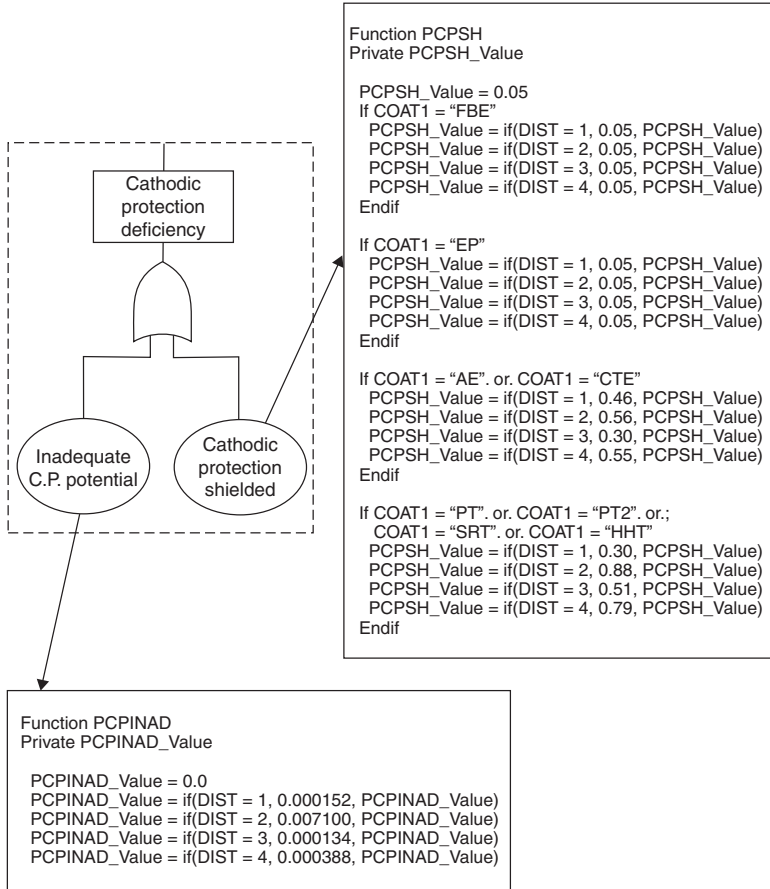 Function PCPSH
Private PCPSH_Value
PCPSH_Value = 0.05
If COAT1 = “FBE”
PCPSH_Value = if(DIST = 1, 0.05, PCPSH_Value)
PCPSH_Value = if(DIST = 2, 0.05, PCPSH_Value)
PCPSH_Value = if(DIST = 3, 0.05, PCPSH_Value)
PCPSH_Value = if(DIST = 4, 0.05, PCPSH_Value)
Endif
If COAT1 = “EP”
PCPSH_Value = if(DIST = 1, 0.05, PCPSH_Value)
PCPSH_Value = if(DIST = 2, 0.05, PCPSH_Value)
PCPSH_Value = if(DIST = 3, 0.05, PCPSH_Value)
PCPSH_Value = if(DIST = 4, 0.05, PCPSH_Value)
Endif
If COAT1 = “AE”. or. COAT1 = “CTE”
PCPSH_Value = if(DIST = 1, 0.46, PCPSH_Value)
PCPSH_Value = if(DIST = 2, 0.56, PCPSH_Value)
PCPSH_Value = if(DIST = 3, 0.30, PCPSH_Value)
PCPSH_Value = if(DIST = 4, 0.55, PCPSH_Value)
Endif
If COAT1 = “PT”. or. COAT1 = “PT2”. or.;
COAT1 = “SRT”. or. COAT1 = “HHT”
PCPSH_Value = if(DIST = 1, 0.30, PCPSH_Value)
PCPSH_Value = if(DIST = 2, 0.88, PCPSH_Value)
PCPSH_Value = if(DIST = 3, 0.51, PCPSH_Value)
PCPSH_Value = if(DIST = 4, 0.79, PCPSH_Value)
Endif
Cathodic
protection
deficiency
Inadequate
C.P. potential
Cathodic
protection
shielded
Function PCPINAD
Private PCPINAD_Value
PCPINAD_Value = 0.0
PCPINAD_Value = if(DIST = 1, 0.000152, PCPINAD_Value)
PCPINAD_Value = if(DIST = 2, 0.007100, PCPINAD_Value)
PCPINAD_Value = if(DIST = 3, 0.000134, PCPINAD_Value)
PCPINAD_Value = if(DIST = 4, 0.000388, PCPINAD_Value)